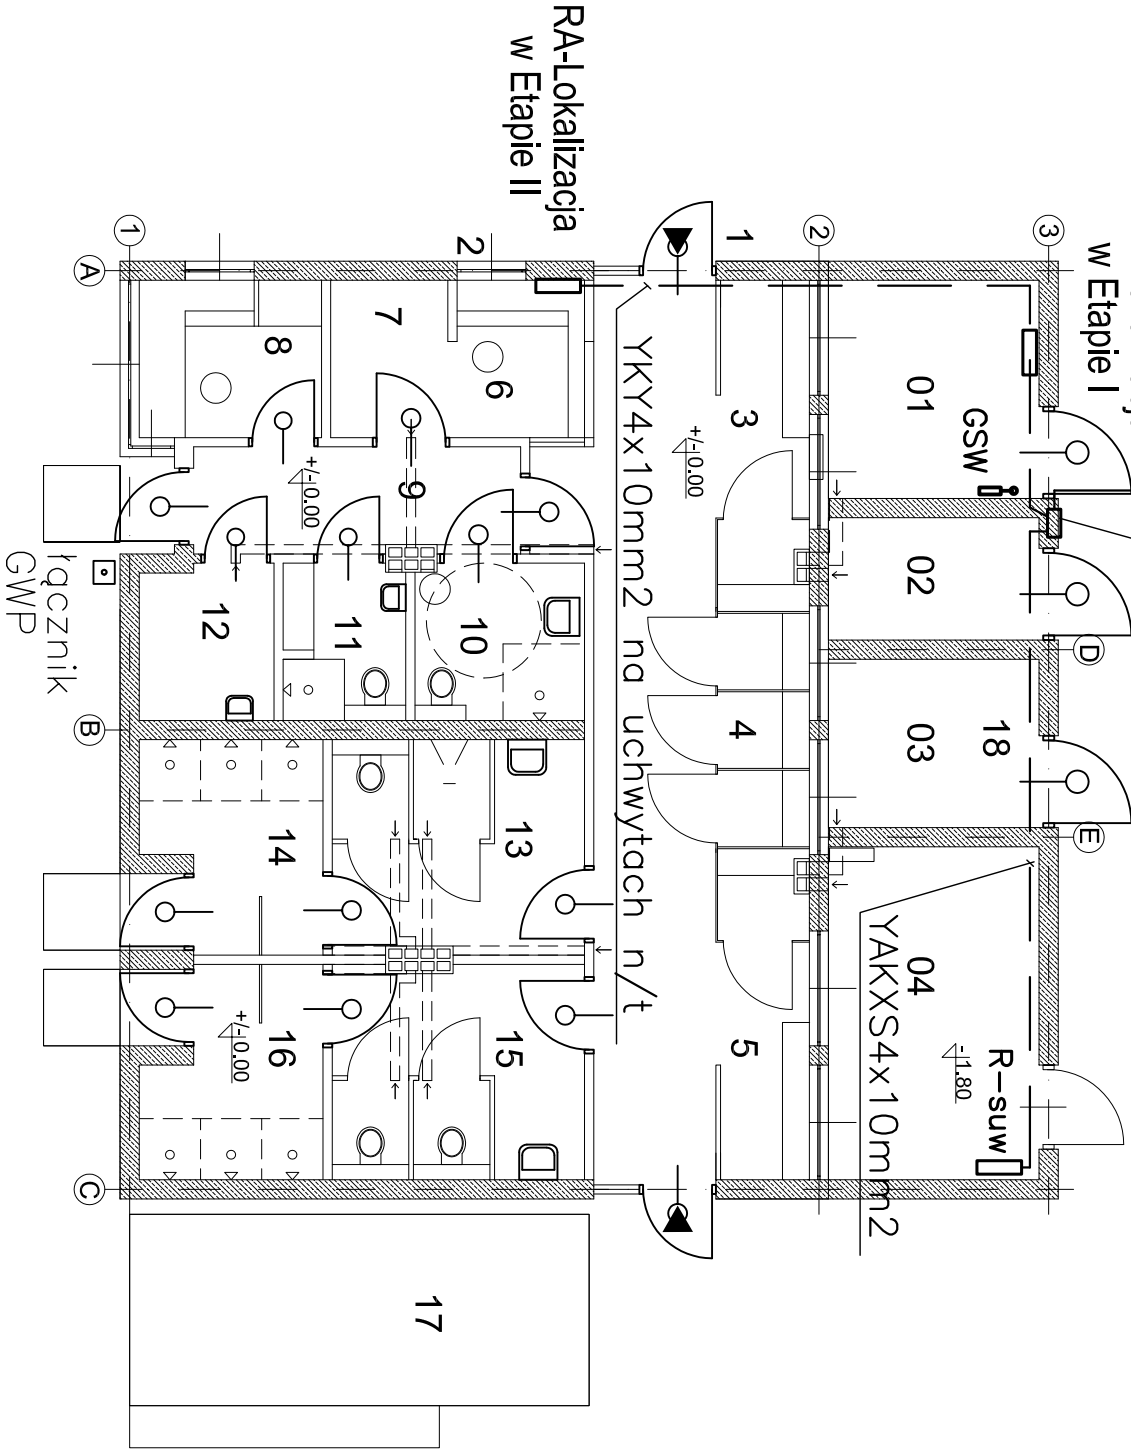 RA-Lokalizacja
w Etapie II
w Etapie I
1
2
3
A
B
C
D
E
1
2
3
4
5
6
7
8
9
10
11
12
13
14
15
16
17
18
01
02
03
04
GSW
R-suw
+/-0.00
+/-0.00
+/-0.00
-1.80
YKY4x10mm2 na uchwytach n/t
YAKXS4x10mm2
łącznik
GWP